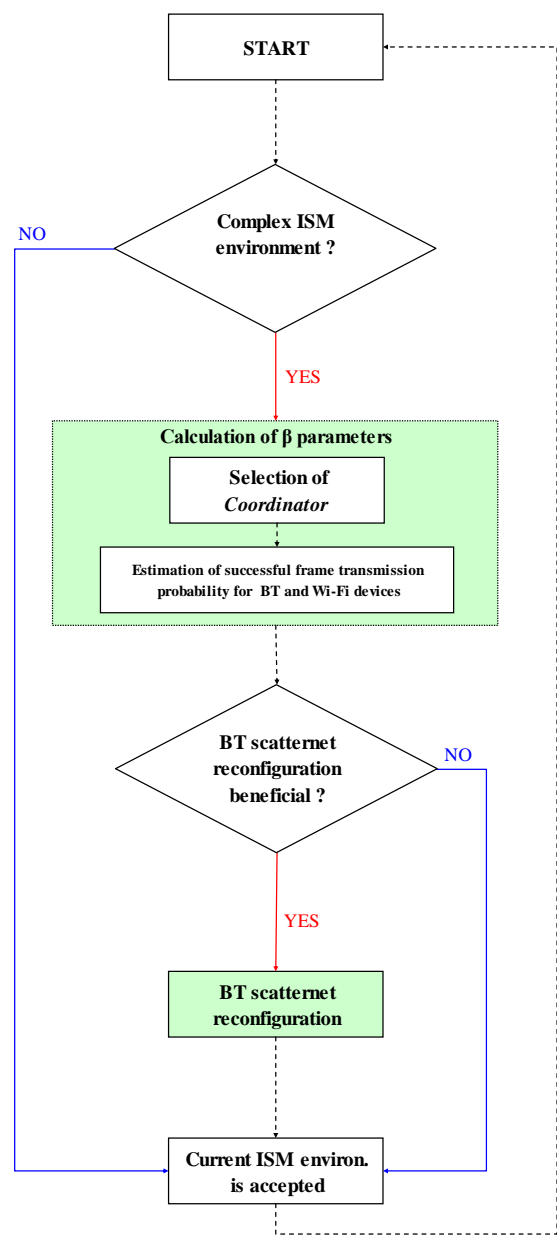 START
Complex ISM
environment ?
NO
YES
Calculation of β parameters
Selection of
Coordinator
Estimation of successful frame transmission
probability for BT and Wi-Fi devices
BT scatternet
reconfiguration
beneficial ?
NO
YES
BT scatternet
reconfiguration
Current ISM environ.
is accepted